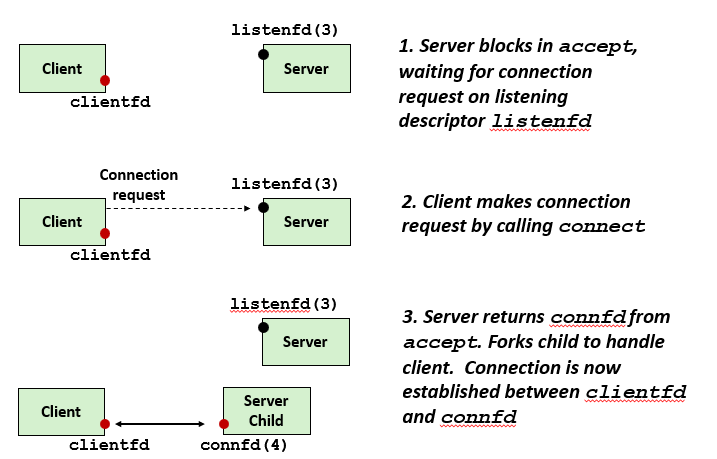 listenfd(3)
Client
Server
clientfd
1. Server blocks in accept,
waiting for connection
request on listening
descriptor listenfd
Connection
request
listenfd(3)
Client
Server
clientfd
2. Client makes connection
request by calling connect
listenfd(3)
Server
Client
Server
Child
clientfd
connfd(4)
3. Server returns connfd from
accept. Forks child to handle
client. Connection is now
established between clientfd
and connfd